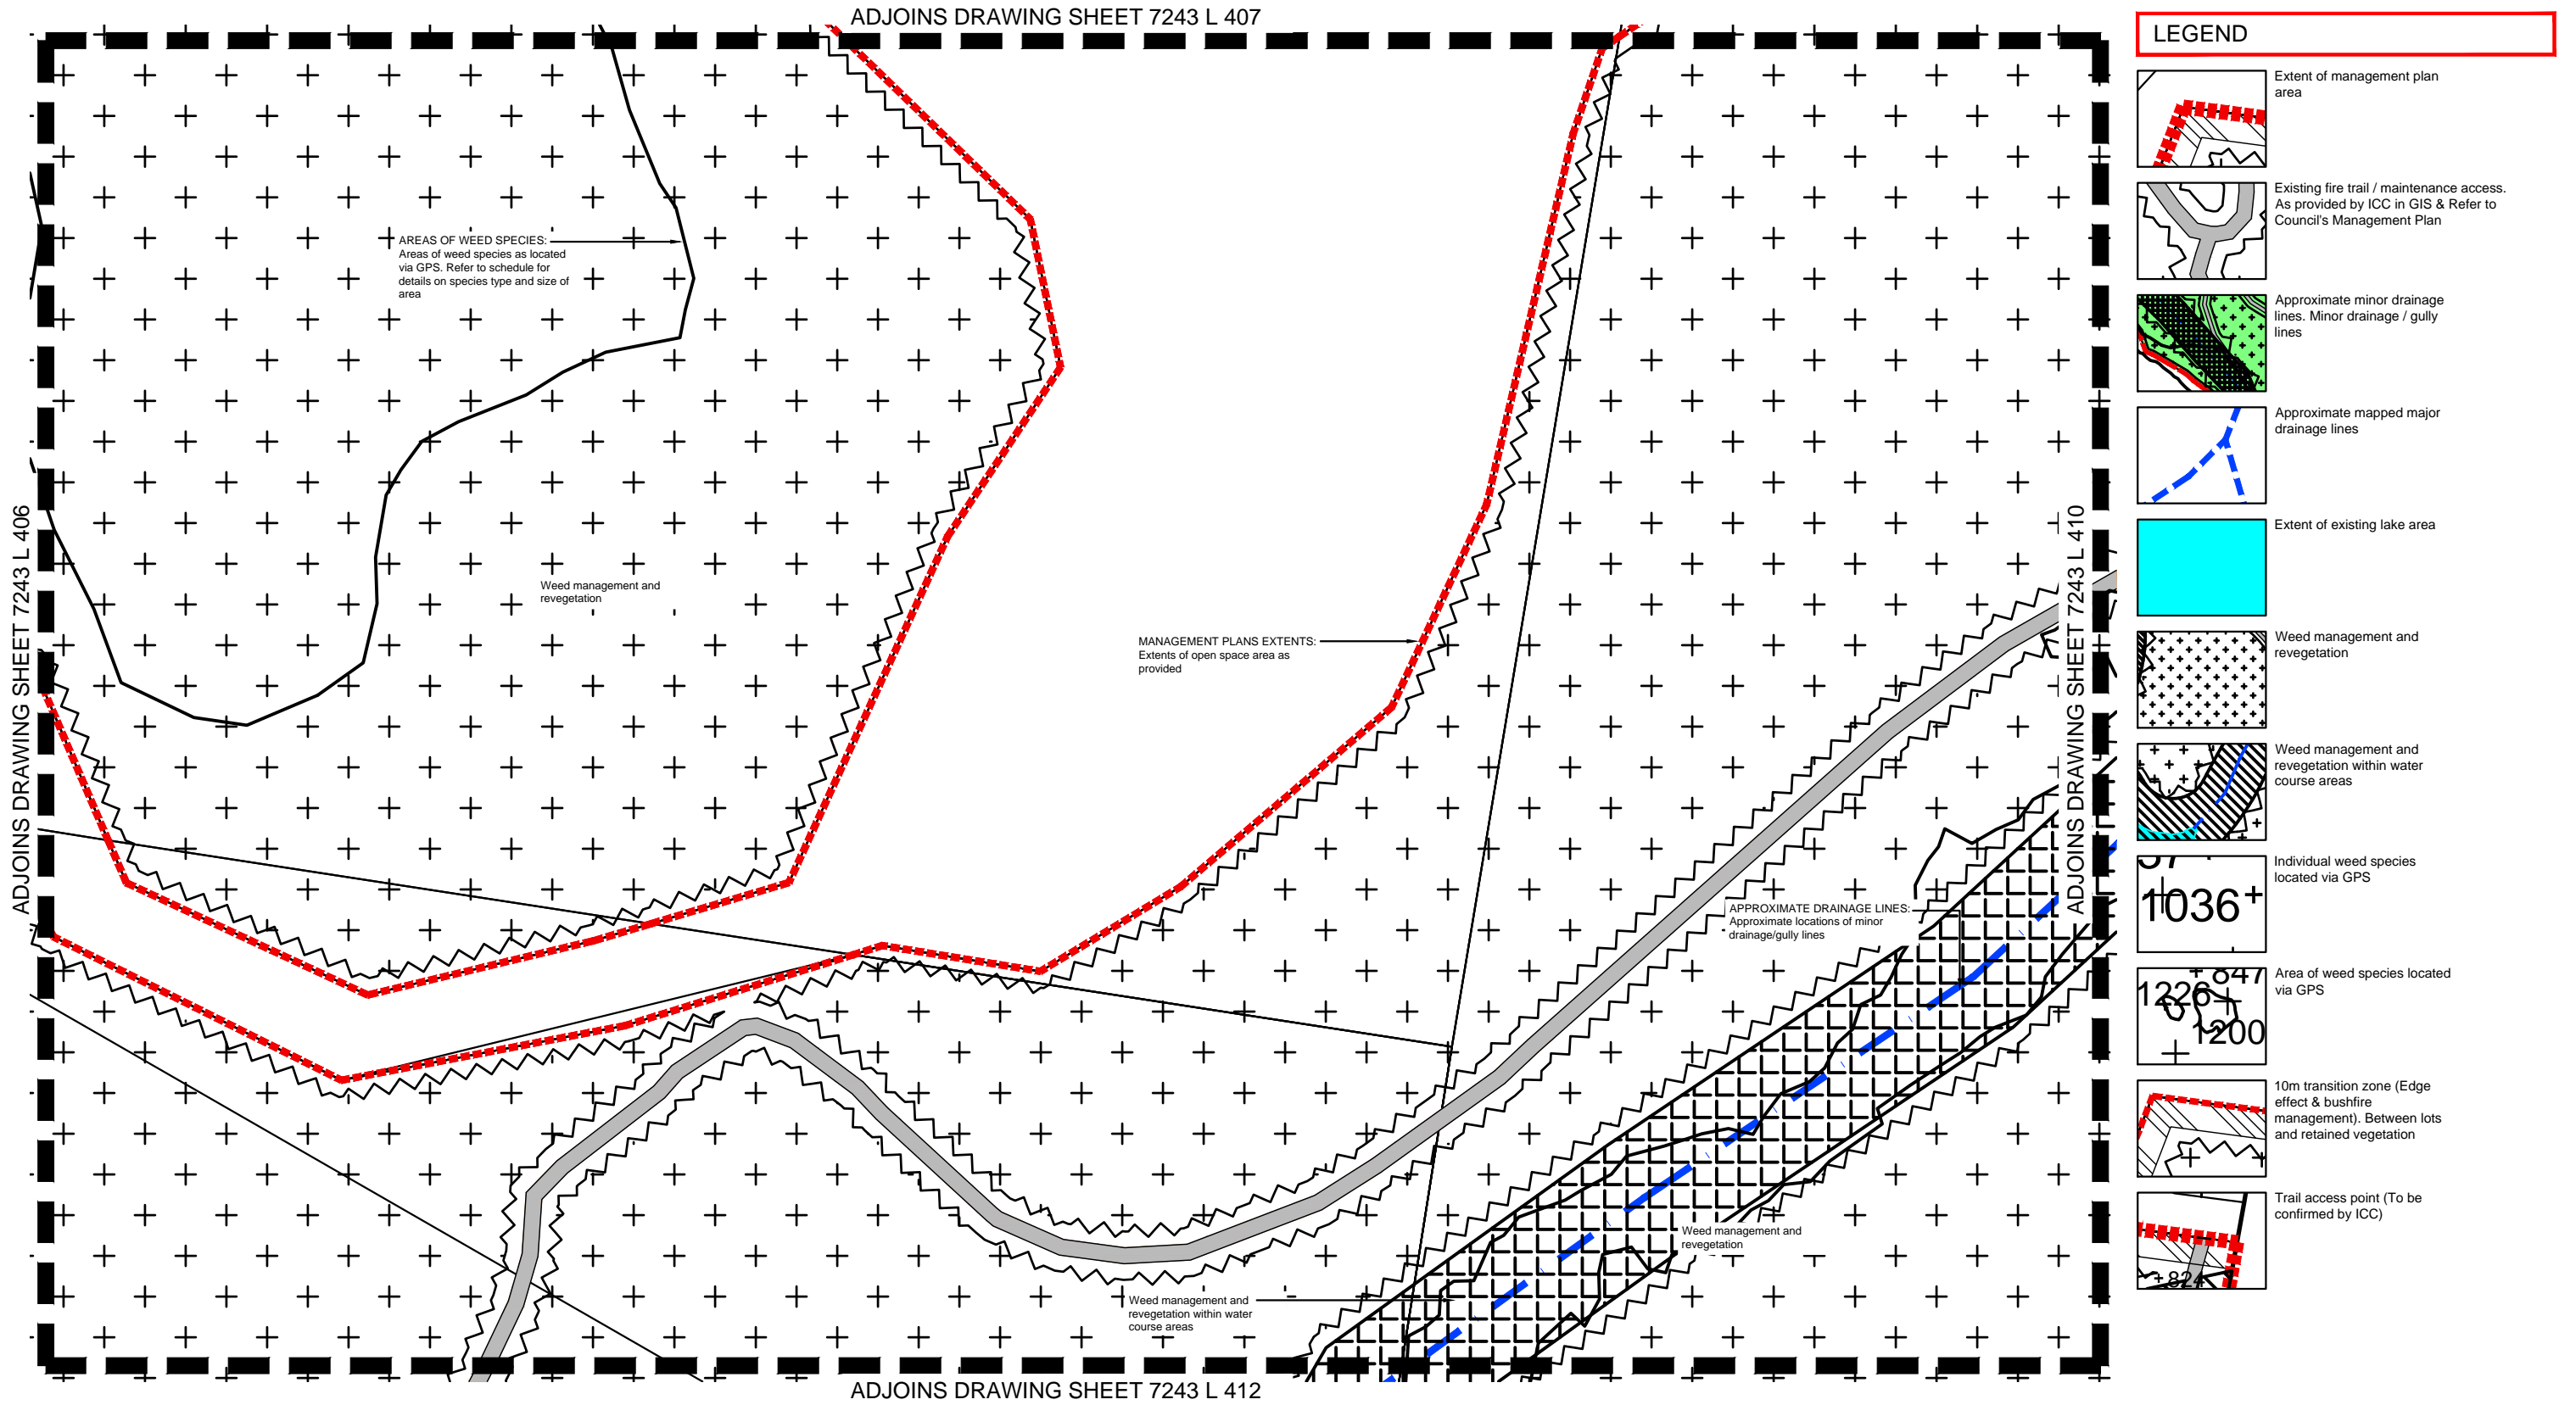 ADJOINS DRAWING SHEET 7243 L 407
AREAS OF WEED SPECIES:
Areas of weed species as located
via GPS. Refer to schedule for
details on species type and size of
area
Weed management and
revegetation
MANAGEMENT PLANS EXTENTS:
Extents of open space area as
provided
APPROXIMATE DRAINAGE LINES:
Approximate locations of minor
drainage/gully lines
Weed management and
revegetation
Weed management and
revegetation within water
course areas
ADJOINS DRAWING SHEET 7243 L 406
ADJOINS DRAWING SHEET 7243 L 410
ADJOINS DRAWING SHEET 7243 L 412
LEGEND
Extent of management plan
area
Existing fire trail / maintenance access.
As provided by ICC in GIS & Refer to
Council's Management Plan
Approximate minor drainage
lines. Minor drainage / gully
lines
Approximate mapped major
drainage lines
Extent of existing lake area
Weed management and
revegetation
Weed management and
revegetation within water
course areas
37
1036
Individual weed species
located via GPS
847
1226
1200
Area of weed species located
via GPS
10m transition zone (Edge
effect & bushfire
management). Between lots
and retained vegetation
824
Trail access point (To be
confirmed by ICC)